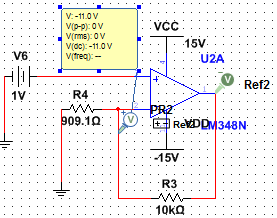 V: -11.0 V
V(p-p): 0 V
V(rms): 0 V
V(dc): -11.0 V
V(freq): --
VCC
15V
U2A
V6
1V
V
Ref2
R4
909.1Ω
PR2
V
Ref2
VDD
LM348N
-15V
R3
10kΩ